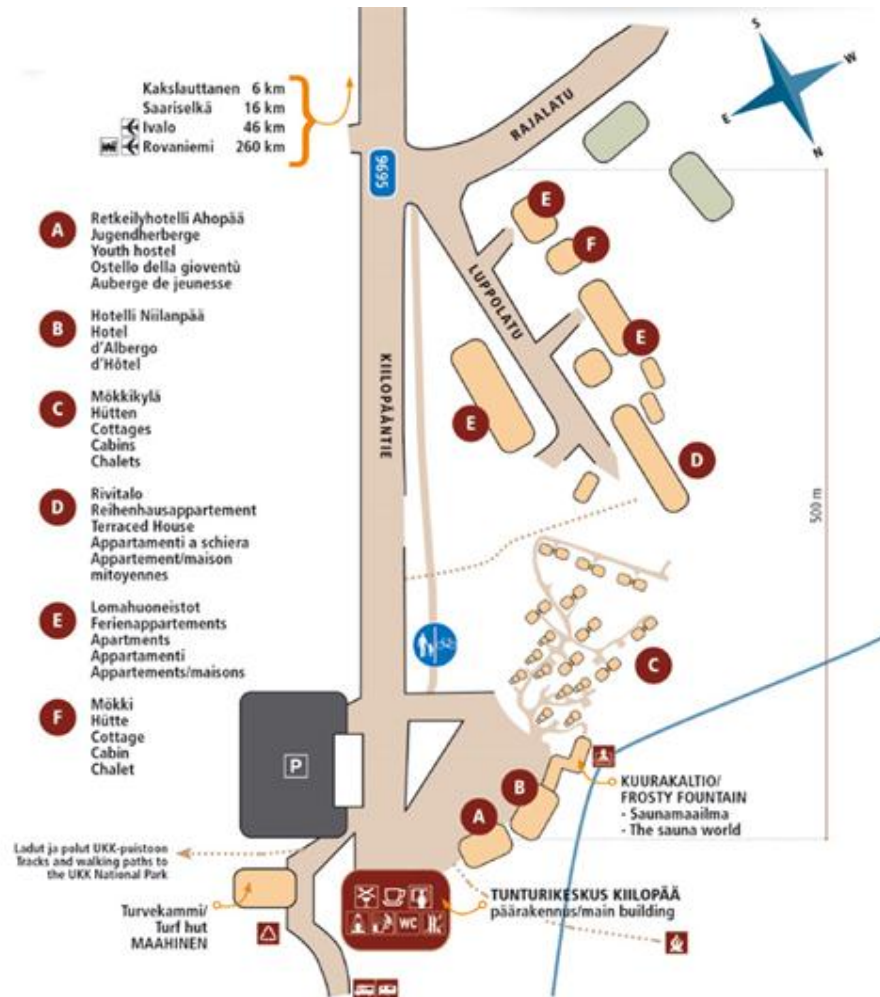 Kakslauttanen 6 km
Saariselkä 16 km
Ivalo 46 km
Rovaniemi 260 km
S
W
E
N
RAJALATU
9695
A
Retkeilyhotelli Ahopää
Jugendherberge
Youth hostel
Ostello della gioventù
Auberge de jeunesse
B
Hotelli Niilanpää
Hotel
d'Albergo
d'Hôtel
C
Mökkikylä
Hütten
Cottages
Cabins
Chalets
D
Rivitalo
Reihenhausappartement
Terraced House
Appartamenti a schiera
Appartement/maison
mitoyennes
E
Lomahuoneistot
Ferienappartements
Apartments
Appartamenti
Appartements/maisons
F
Mökki
Hütte
Cottage
Cabin
Chalet
KIILOPÄÄNTIE
LUPPOLATU
E
F
E
E
D
500 m
C
P
B
A
KUURAKALTIO/
FROSTY FOUNTAIN
- Saunamaailma
- The sauna world
Ladut ja polut UKK-puistoon
Tracks and walking paths to
the UKK National Park
Turvekammi/
Turf hut
MAAHINEN
WC
TUNTURIKESKUS KIILOPÄÄ
päärakennus/main building